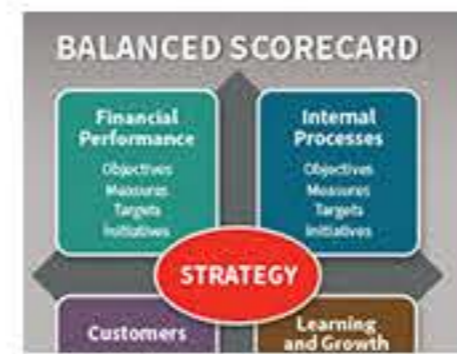 BALANCED SCORECARD
Financial
Performance
Objectives
Measures
Targets
Initiatives
Internal
Processes
Objectives
Measures
Targets
Initiatives
STRATEGY
Customers
Learning
and Growth